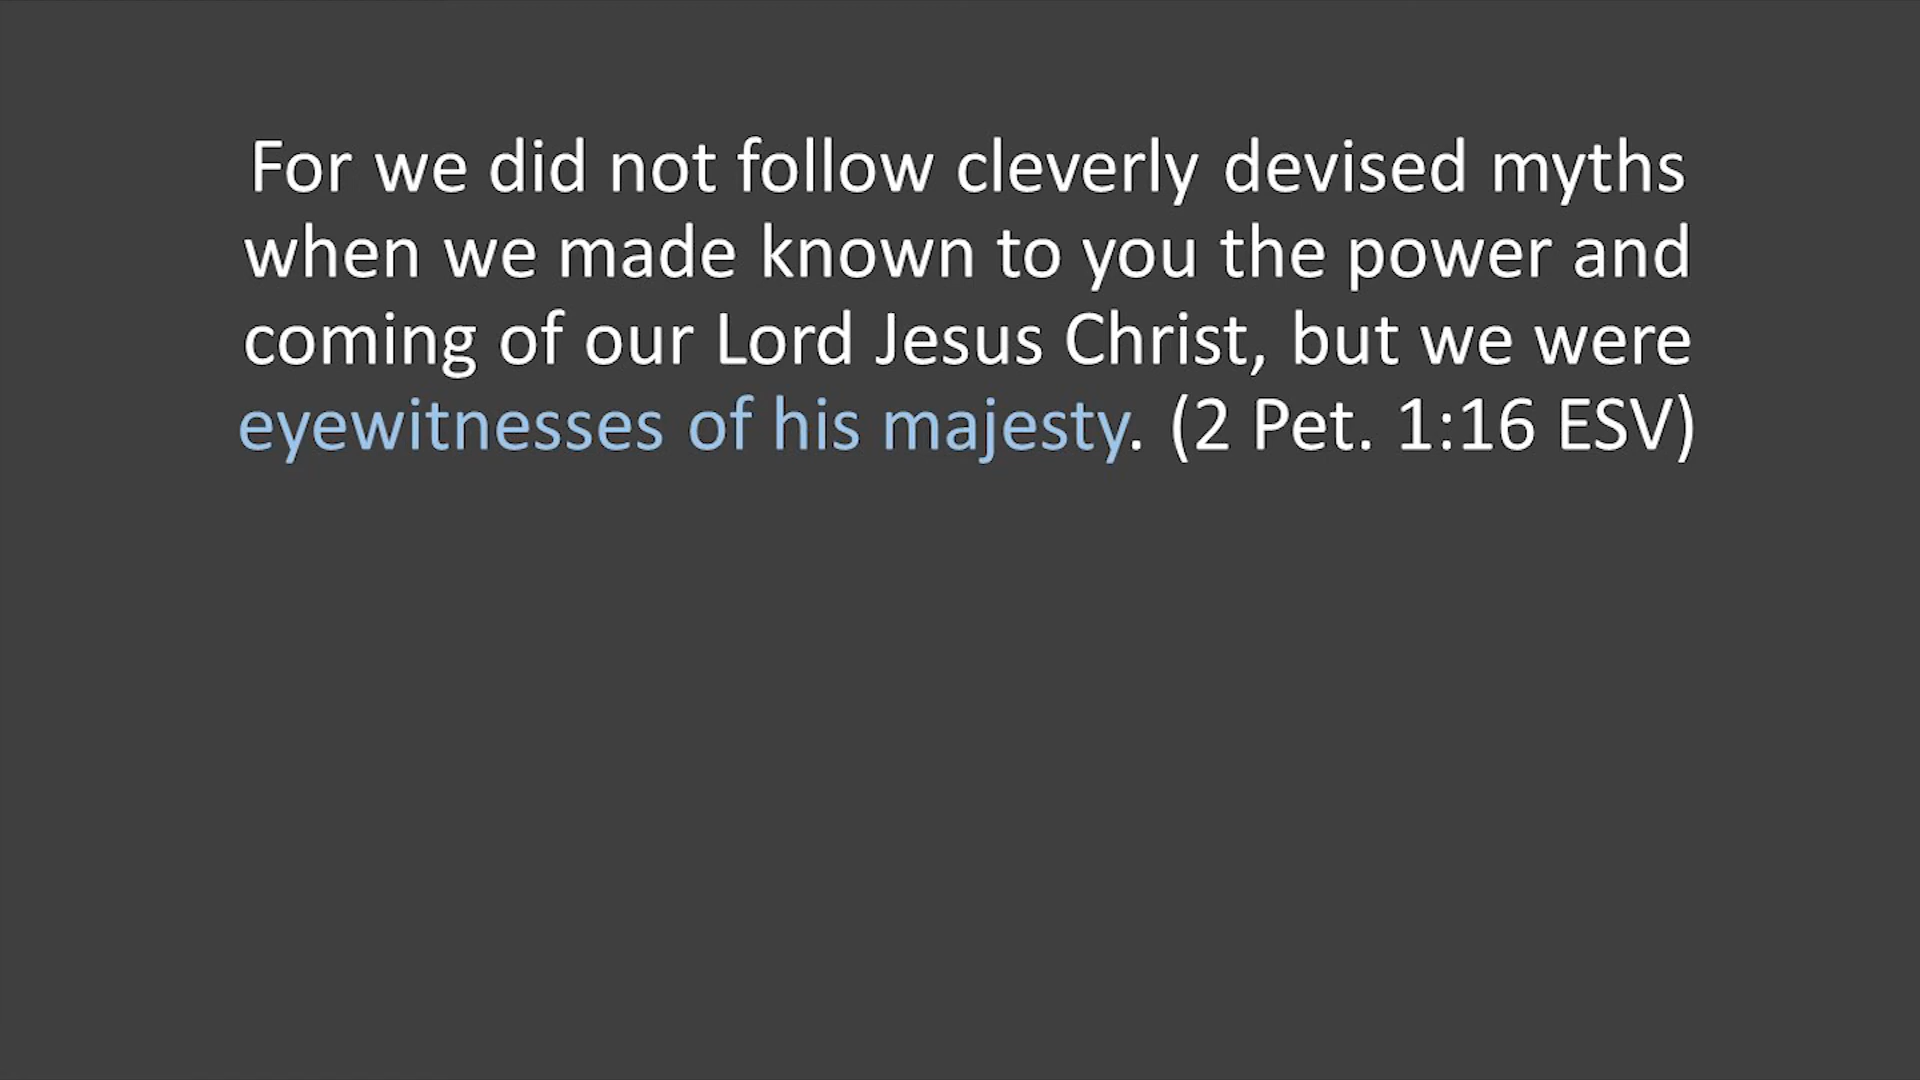 For we did not follow cleverly devised myths
when we made known to you the power and
coming of our Lord Jesus Christ, but we were
eyewitnesses of his majesty. (2 Pet. 1:16 ESV)